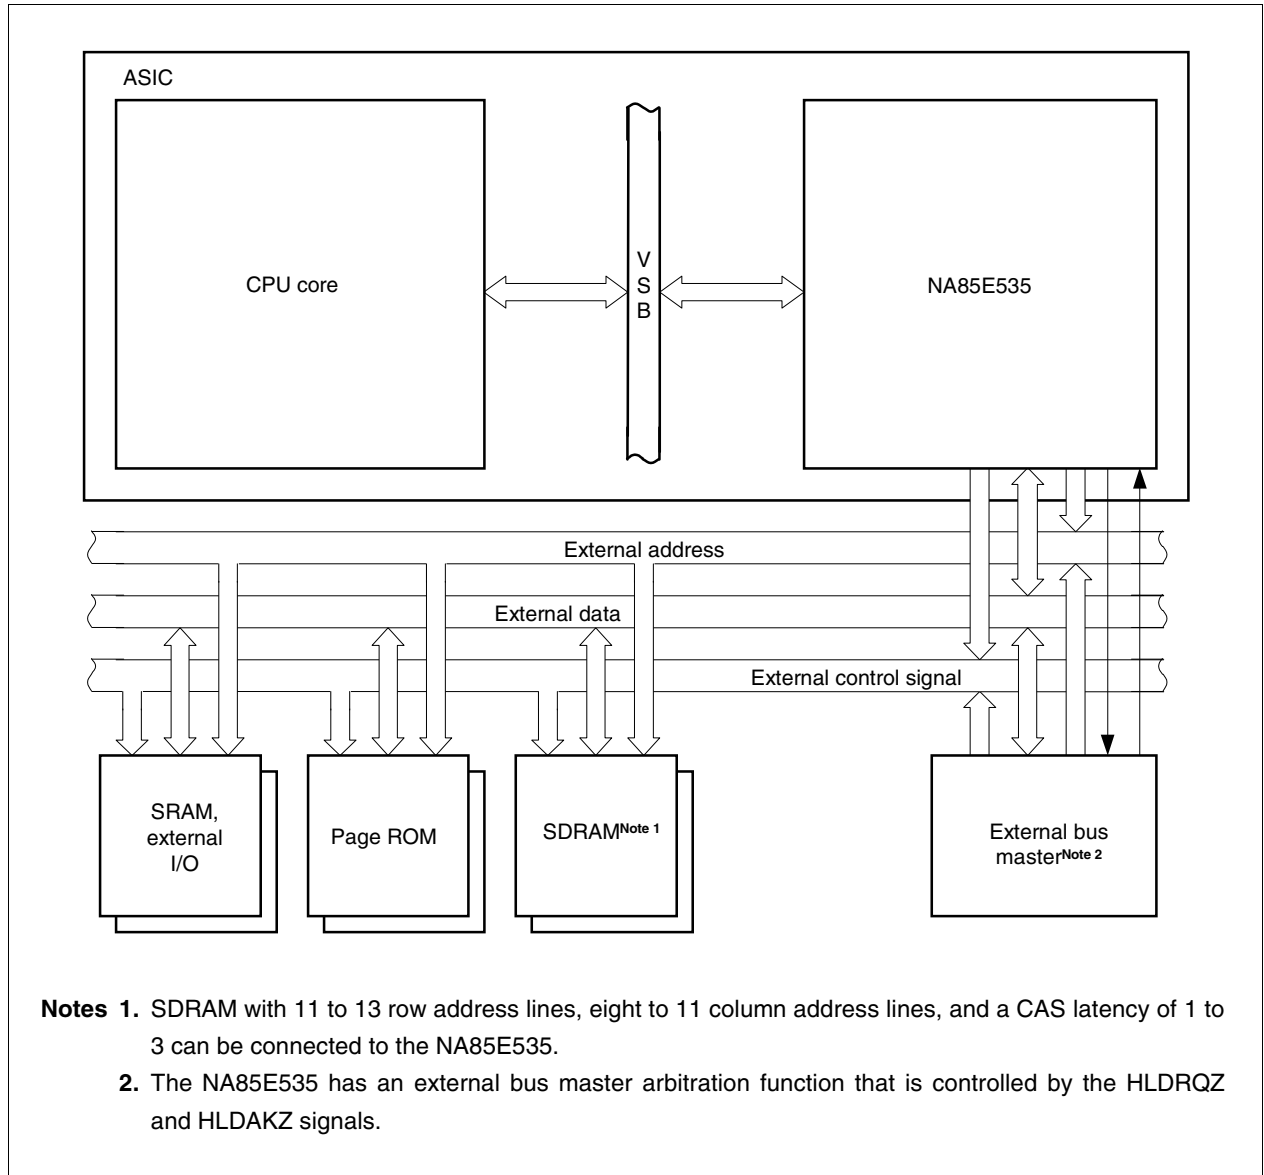 ASIC
CPU core
V
S
B
NA85E535
External address
External data
External control signal
SRAM,
external
I/O
Page ROM
SDRAMNote 1
External bus
masterNote 2
Notes 1. SDRAM with 11 to 13 row address lines, eight to 11 column address lines, and a CAS latency of 1 to
3 can be connected to the NA85E535.
2. The NA85E535 has an external bus master arbitration function that is controlled by the HLDRQZ
and HLDAKZ signals.